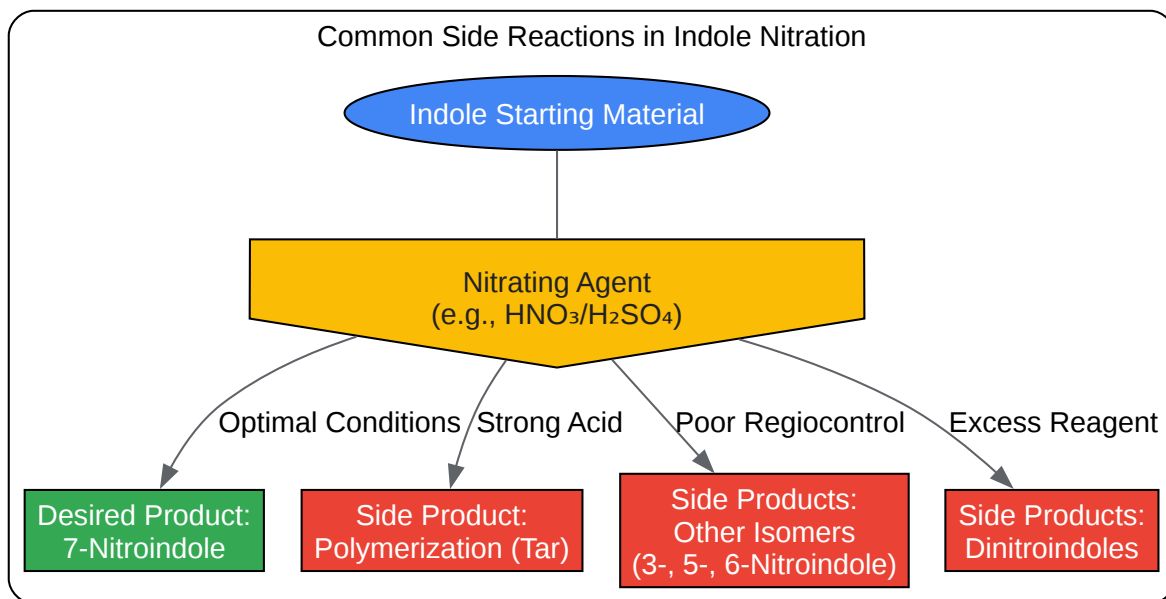 Common Side Reactions in Indole Nitration
Indole Starting Material
Nitrating Agent
(e.g., HNO₃/H₂SO₄)
Optimal Conditions
Strong Acid
Poor Regiocontrol
Excess Reagent
Desired Product:
7-Nitroindole
Side Product:
Polymerization (Tar)
Side Products:
Other Isomers
(3-, 5-, 6-Nitroindole)
Side Products:
Dinitroindoles